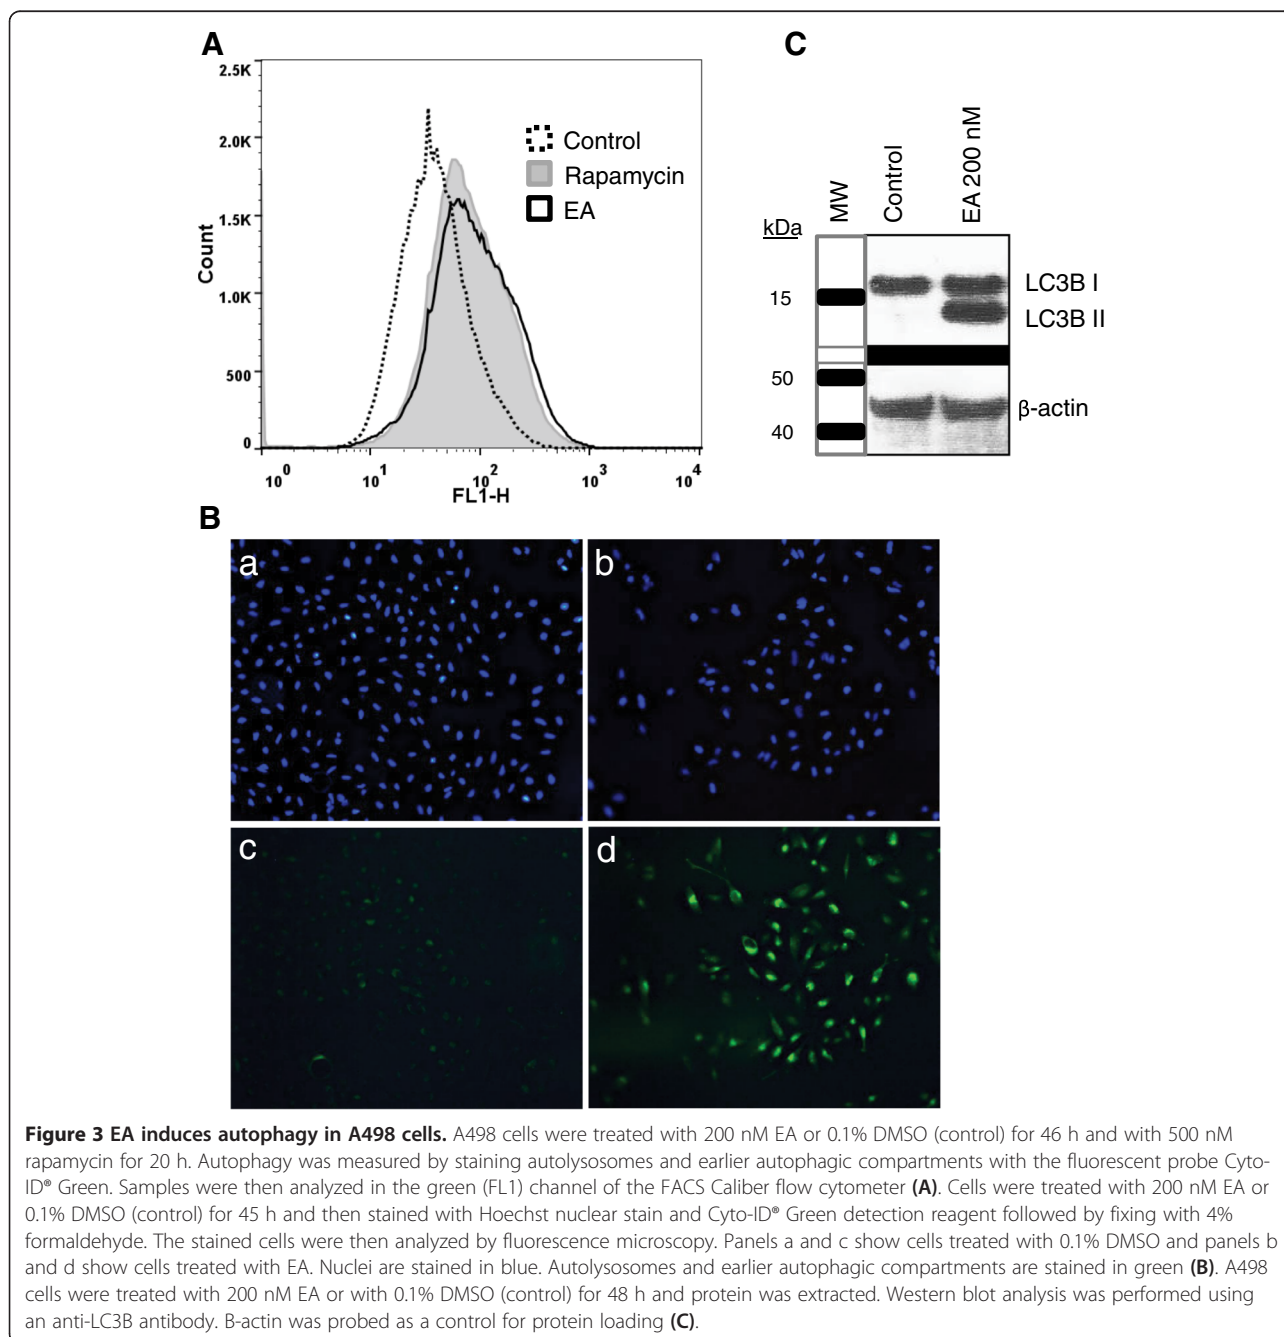 A
2.5K
2.0K
1.5K
1.0K
500
0
Count
10^0 10^1 10^2 10^3 10^4
FL1-H
Control
Rapamycin
EA
C
kDa
MW
Control
EA 200 nM
15
50
40
LC3B I
LC3B II
β-actin
B
a
b
c
d
Figure 3 EA induces autophagy in A498 cells. A498 cells were treated with 200 nM EA or 0.1% DMSO (control) for 46 h and with 500 nM
rapamycin for 20 h. Autophagy was measured by staining autolysosomes and earlier autophagic compartments with the fluorescent probe Cyto-
ID® Green. Samples were then analyzed in the green (FL1) channel of the FACS Caliber flow cytometer (A). Cells were treated with 200 nM EA or
0.1% DMSO (control) for 45 h and then stained with Hoechst nuclear stain and Cyto-ID® Green detection reagent followed by fixing with 4%
formaldehyde. The stained cells were then analyzed by fluorescence microscopy. Panels a and c show cells treated with 0.1% DMSO and panels b
and d show cells treated with EA. Nuclei are stained in blue. Autolysosomes and earlier autophagic compartments are stained in green (B). A498
cells were treated with 200 nM EA or with 0.1% DMSO (control) for 48 h and protein was extracted. Western blot analysis was performed using
an anti-LC3B antibody. B-actin was probed as a control for protein loading (C).